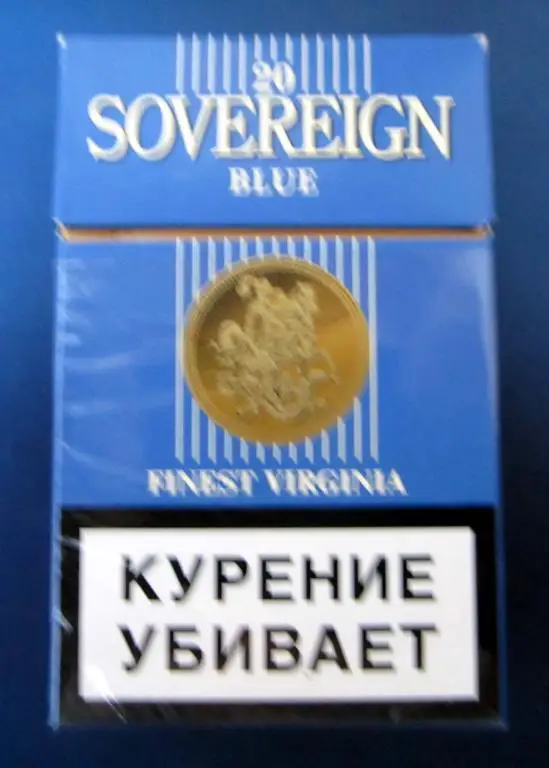 20
SOVEREIGN
BLUE
FINEST VIRGINIA
КУРЕНИЕ
УБИВАЕТ